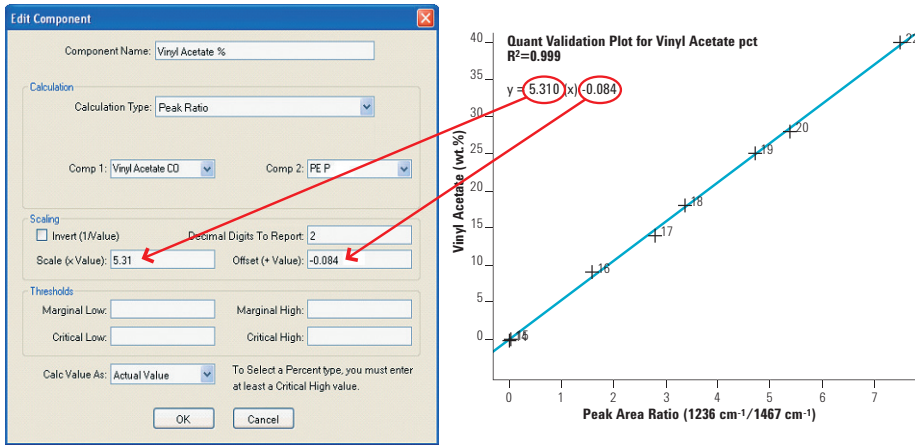 Edit Component
Component Name: Vinyl Acetate %
Calculation
Calculation Type: Peak Ratio
Comp 1: Vinyl Acetate CO Comp 2: PE P
Scaling
Invert (1/Value) Decimal Digits To Report: 2
Scale (x Value): 5.31 Offset (+ Value): -0.084
Thresholds
Marginal Low: Marginal High:
Critical Low: Critical High:
Calc Value As: Actual Value To Select a Percent type, you must enter
at least a Critical High value.
OK Cancel
Quant Validation Plot for Vinyl Acetate pct
R²=0.999
y = 5.310 (x) -0.084
Vinyl Acetate (wt.%)
40
35
30
25
20
15
10
5
0
22
20
19
18
17
16
15
0 1 2 3 4 5 6 7
Peak Area Ratio (1236 cm-¹/1467 cm-¹)